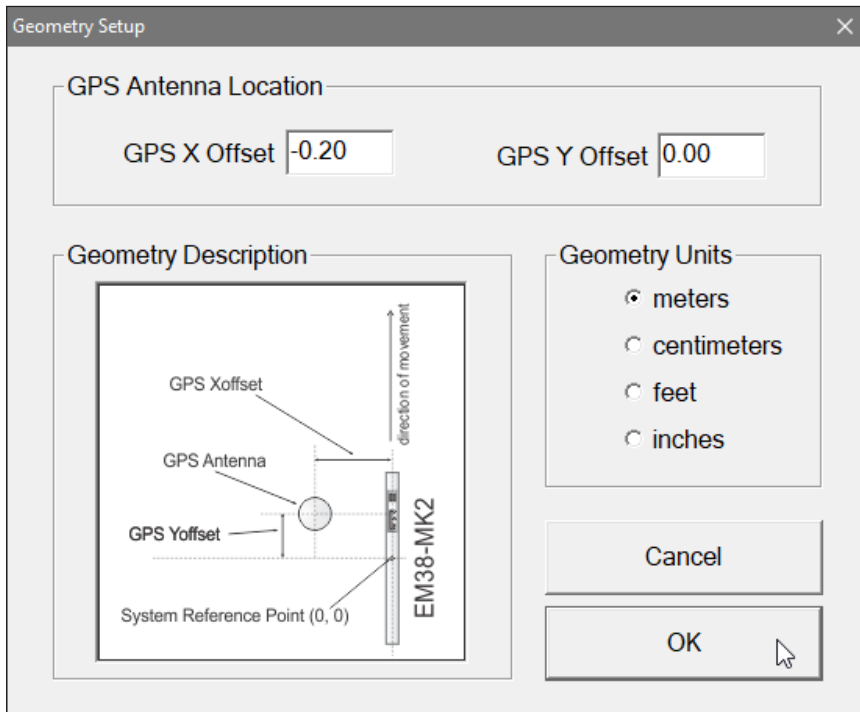 Geometry Setup
GPS Antenna Location
GPS X Offset -0.20
GPS Y Offset 0.00
Geometry Description
direction of movement
GPS Xoffset
GPS Antenna
GPS Yoffset
EM38-MK2
System Reference Point (0, 0)
Geometry Units
meters
centimeters
feet
inches
Cancel
OK